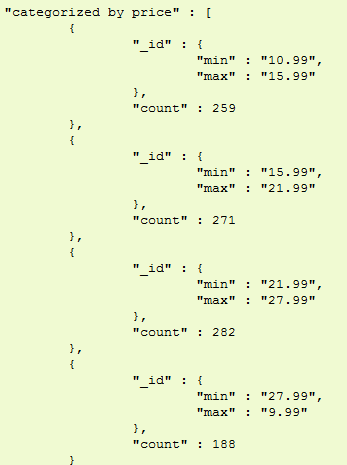 "categorized by price" : [
{
"_id" : {
"min" : "10.99",
"max" : "15.99"
},
"count" : 259
},
{
"_id" : {
"min" : "15.99",
"max" : "21.99"
},
"count" : 271
},
{
"_id" : {
"min" : "21.99",
"max" : "27.99"
},
"count" : 282
},
{
"_id" : {
"min" : "27.99",
"max" : "9.99"
},
"count" : 188
}